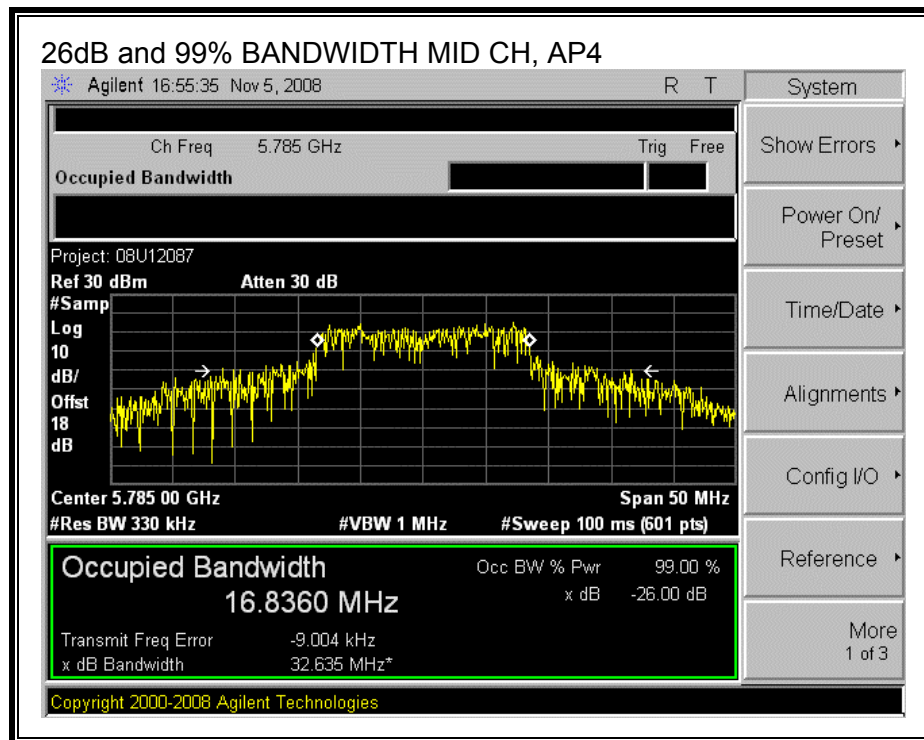 26dB and 99% BANDWIDTH MID CH, AP4
Agilent 16:55:35 Nov 5, 2008 R T
System
Ch Freq 5.785 GHz Trig Free
Occupied Bandwidth
Show Errors
Power On/
Preset
Project: 08U12087
Ref 30 dBm Atten 30 dB
#Samp
Log
10
dB/
Offst
18
dB
Time/Date
Alignments
Config I/O
Center 5.785 00 GHz Span 50 MHz
#Res BW 330 kHz #VBW 1 MHz #Sweep 100 ms (601 pts)
Occupied Bandwidth Occ BW % Pwr 99.00 %
16.8360 MHz x dB -26.00 dB
Transmit Freq Error -9.004 kHz
x dB Bandwidth 32.635 MHz*
Reference
More
1 of 3
Copyright 2000-2008 Agilent Technologies